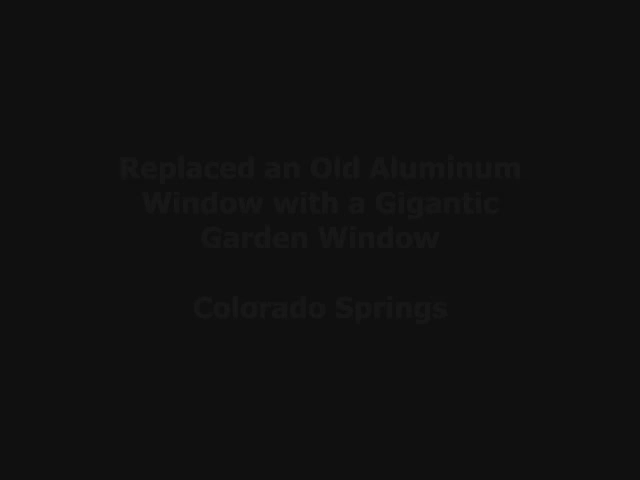 Replaced an Old Aluminum
Window with a Gigantic
Garden Window
Colorado Springs